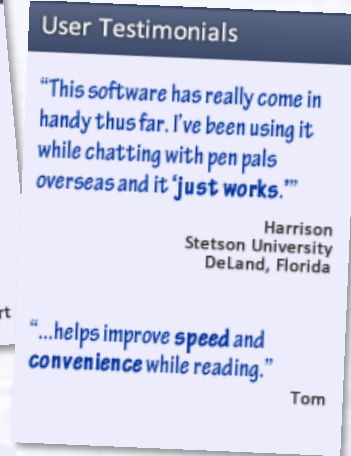 User Testimonials
“This software has really come in
handy thus far. I’ve been using it
while chatting with pen pals
overseas and it ‘just works.’”
Harrison
Stetson University
DeLand, Florida
rt
“...helps improve speed and
convenience while reading.”
Tom